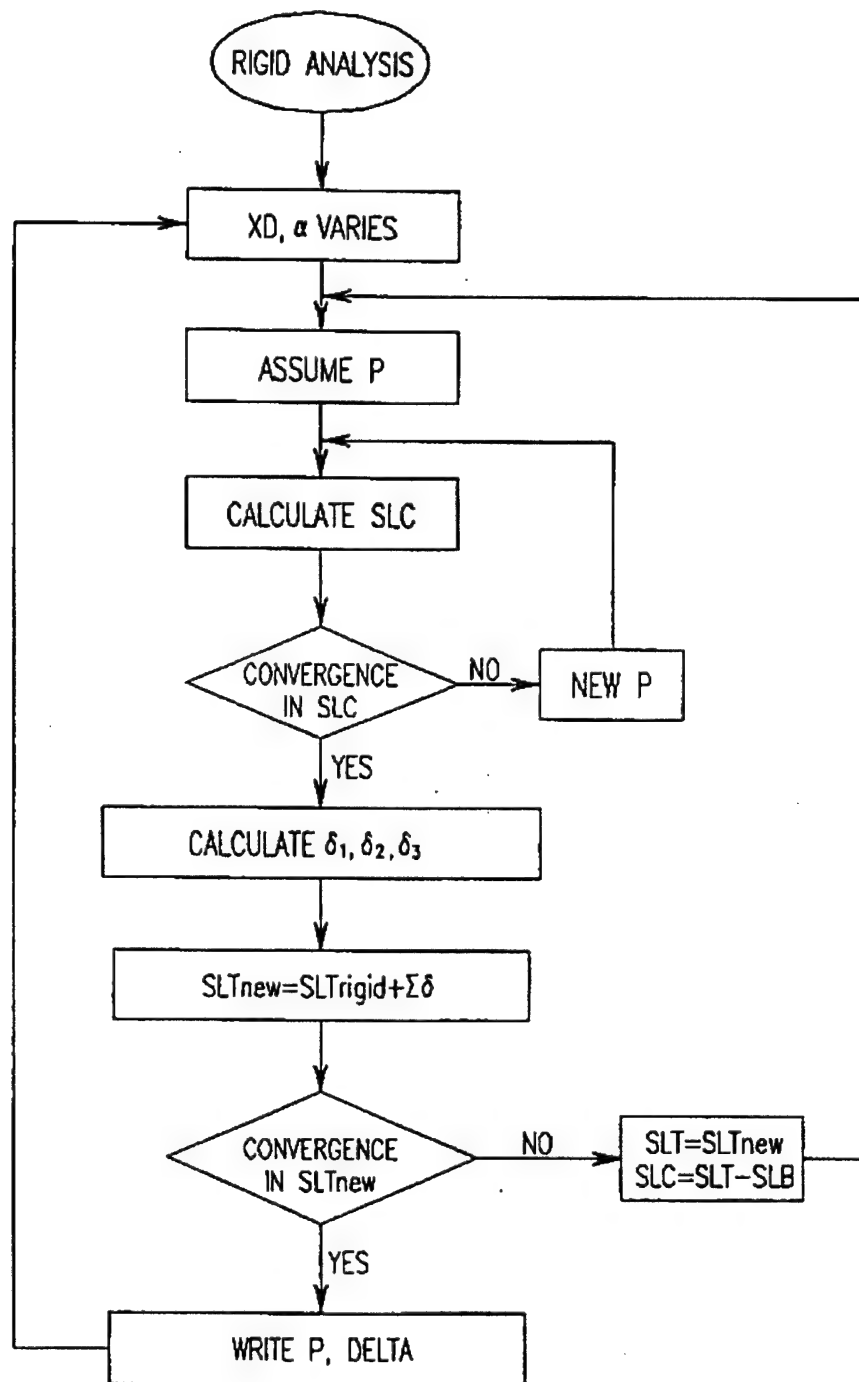 RIGID ANALYSIS
XD, α VARIES
ASSUME P
CALCULATE SLC
CONVERGENCE
IN SLC
NO
NEW P
YES
CALCULATE δ₁, δ₂, δ₃
SLTnew=SLTrigid+Σδ
CONVERGENCE
IN SLTnew
NO
SLT=SLTnew
SLC=SLT-SLB
YES
WRITE P, DELTA